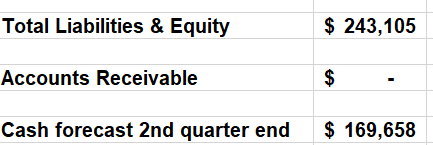 Total Liabilities & Equity $ 243,105
Accounts Receivable $ -
Cash forecast 2nd quarter end $ 169,658